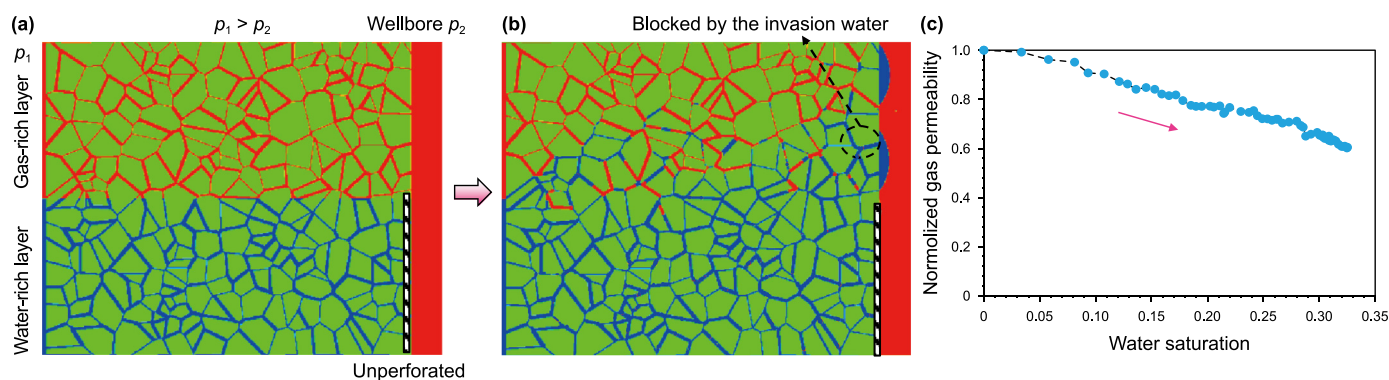 (a)
p1 > p2
Wellbore p2
p1
Gas-rich layer
Water-rich layer
Unperforated
(b)
Blocked by the invasion water
(c)
Normolized gas permeability
1.0
0.8
0.6
0.4
0.2
0
0
0.05
0.10
0.15
0.20
0.25
0.30
0.35
Water saturation